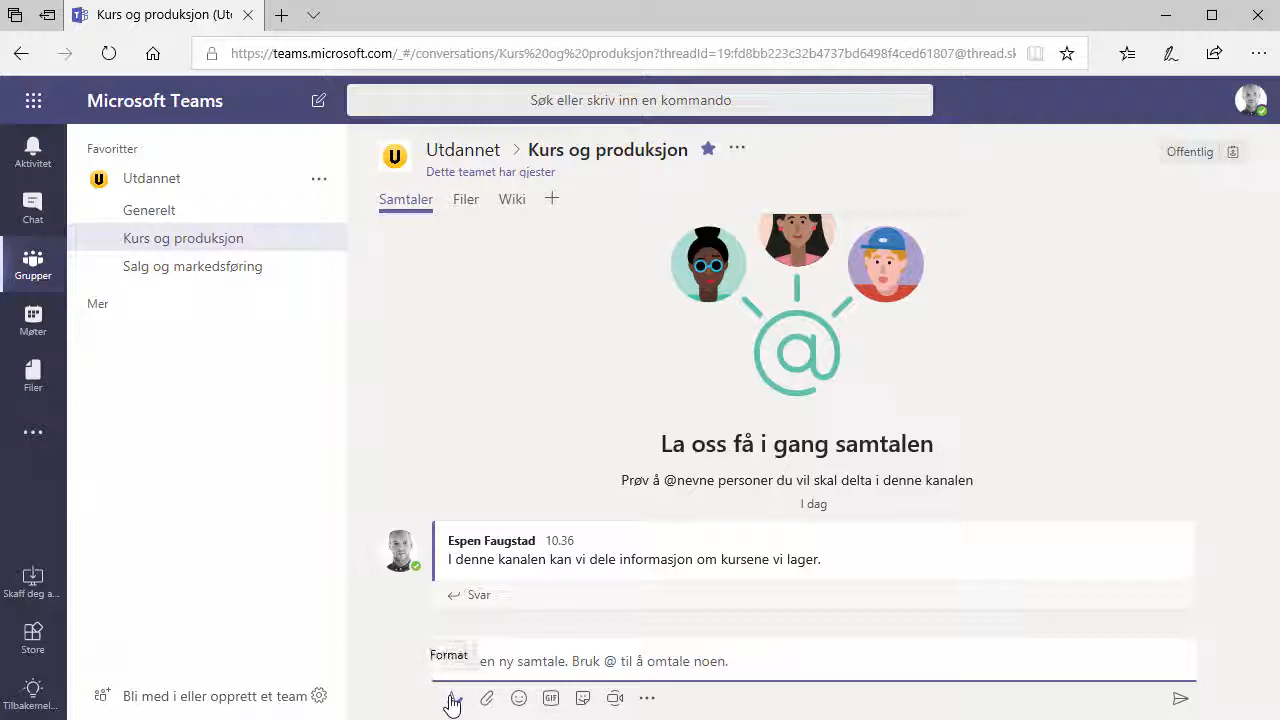 Kurs og produksjon (Ut
https://teams.microsoft.com/_#/conversations/Kurs%20og%20produksjon?threadId=19:fd8bb223c32b4737bd6498f4ced61807@thread.sk
Microsoft Teams
Søk eller skriv inn en kommando
Aktivitet
Chat
Grupper
Møter
Filer
Skaff deg a...
Store
Tilbakemel...
Favoritter
Utdannet
Generelt
Kurs og produksjon
Salg og markedsføring
Mer
Bli med i eller opprett et team
U
Utdannet > Kurs og produksjon
Dette teamet har gjester
Offentlig
Samtaler Filer Wiki
La oss få i gang samtalen
Prøv å @nevne personer du vil skal delta i denne kanalen
I dag
Espen Faugstad 10.36
I denne kanalen kan vi dele informasjon om kursene vi lager.
Svar
Format
en ny samtale. Bruk @ til å omtale noen.
GIF